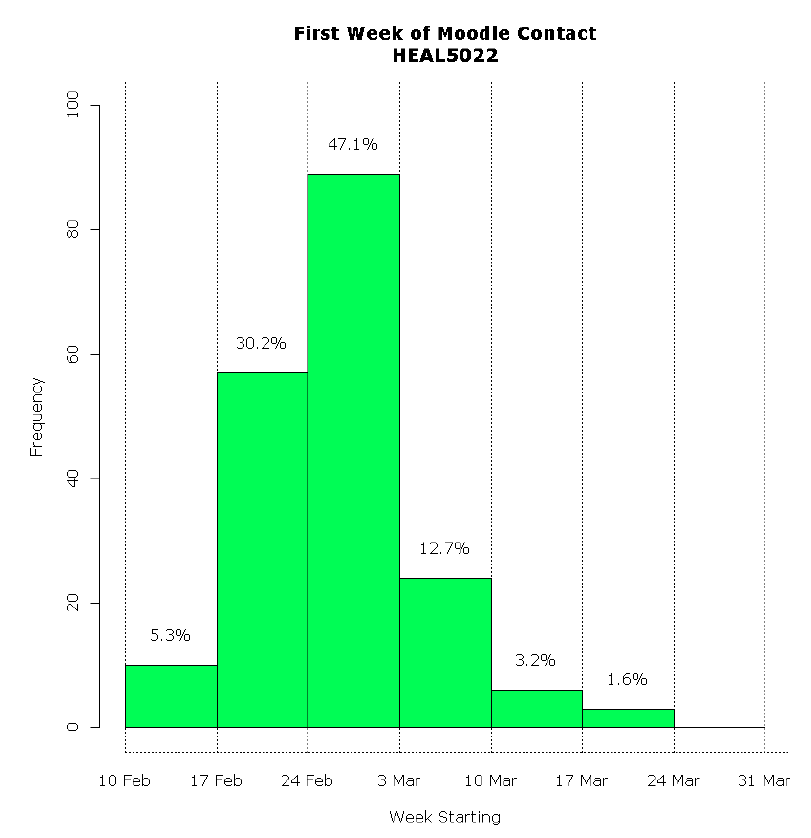 First Week of Moodle Contact
HEAL5022
Frequency
100
80
60
40
20
0
5.3%
30.2%
47.1%
12.7%
3.2%
1.6%
10 Feb
17 Feb
24 Feb
3 Mar
10 Mar
17 Mar
24 Mar
31 Mar
Week Starting